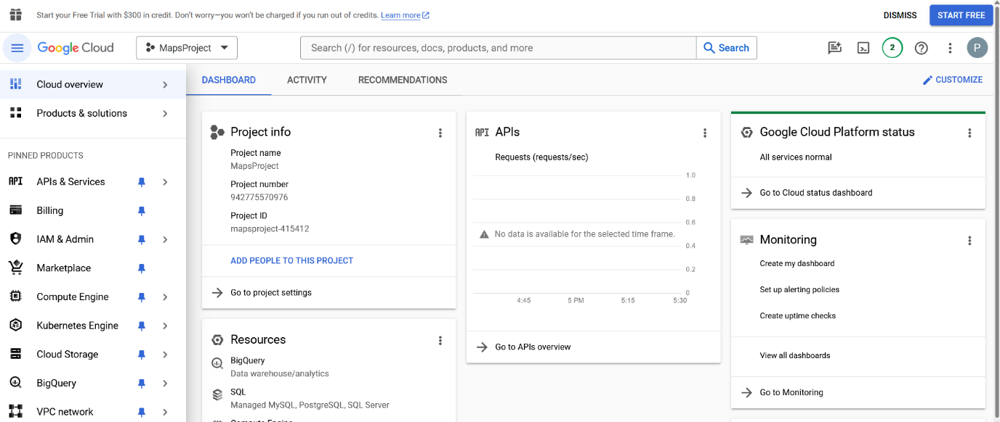 Start your Free Trial with $300 in credit. Don't worry—you won't be charged if you run out of credits. Learn more
DISMISS
START FREE
Google Cloud
MapsProject
Search (/) for resources, docs, products, and more
Search
2
P
Cloud overview
Products & solutions
PINNED PRODUCTS
API APIs & Services
Billing
IAM & Admin
Marketplace
Compute Engine
Kubernetes Engine
Cloud Storage
BigQuery
VPC network
DASHBOARD
ACTIVITY
RECOMMENDATIONS
CUSTOMIZE
Project info
Project name
MapsProject
Project number
942775570976
Project ID
mapsproject-415412
ADD PEOPLE TO THIS PROJECT
Go to project settings
Resources
BigQuery
Data warehouse/analytics
SQL
Managed MySQL, PostgreSQL, SQL Server
API APIs
Requests (requests/sec)
1.0
0.8
0.6
No data is available for the selected time frame.
0.4
0.2
0
4:45 5 PM 5:15 5:30
Go to APIs overview
Google Cloud Platform status
All services normal
Go to Cloud status dashboard
Monitoring
Create my dashboard
Set up alerting policies
Create uptime checks
View all dashboards
Go to Monitoring